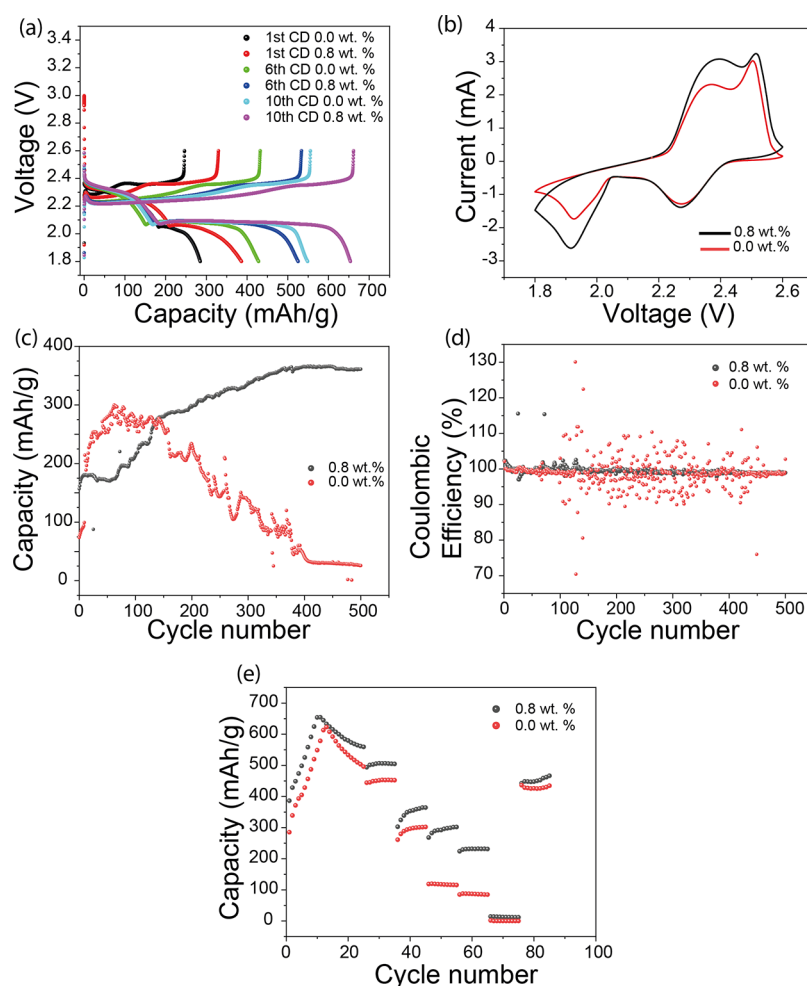 (a)
3.4
3.2
3.0
2.8
2.6
2.4
2.2
2.0
1.8
Voltage (V)
1st CD 0.0 wt. %
1st CD 0.8 wt. %
6th CD 0.0 wt. %
6th CD 0.8 wt. %
10th CD 0.0 wt. %
10th CD 0.8 wt. %
0 100 200 300 400 500 600 700
Capacity (mAh/g)
(b)
4
3
2
1
0
-1
-2
-3
Current (mA)
0.8 wt.%
0.0 wt.%
1.8 2.0 2.2 2.4 2.6
Voltage (V)
(c)
400
300
200
100
0
Capacity (mAh/g)
0.8 wt.%
0.0 wt.%
0 100 200 300 400 500
Cycle number
(d)
130
120
110
100
90
80
70
Coulombic
Efficiency (%)
0.8 wt.%
0.0 wt.%
0 100 200 300 400 500
Cycle number
(e)
700
600
500
400
300
200
100
0
Capacity (mAh/g)
0.8 wt. %
0.0 wt. %
0 20 40 60 80 100
Cycle number